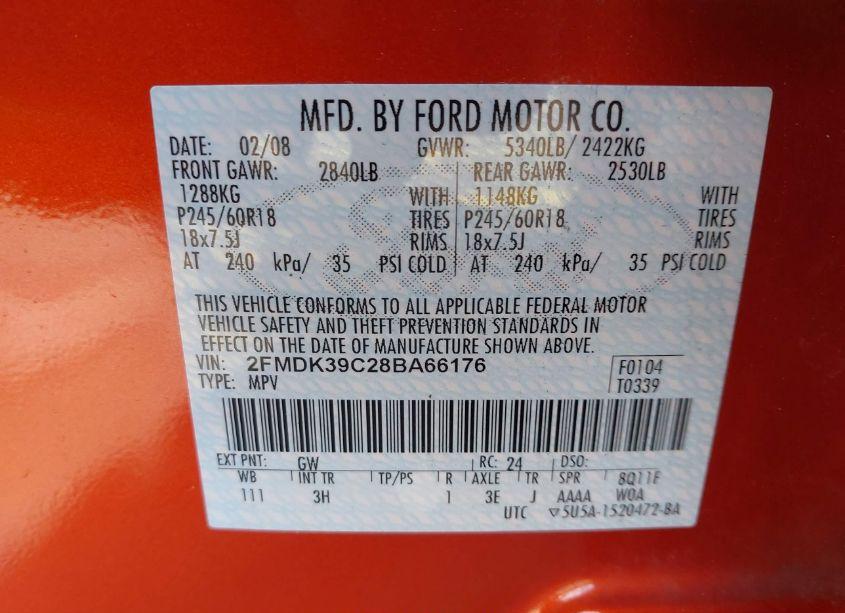 MFD. BY FORD MOTOR CO.
DATE: 02/08 GVWR: 5340LB/ 2422KG
FRONT GAWR: 2840LB REAR GAWR: 2530LB
1288KG WITH 1148KG WITH
P245/60R18 TIRES P245/60R18 TIRES
18x7.5J RIMS 18x7.5J RIMS
AT 240 kPa/ 35 PSI COLD AT 240 kPa/ 35 PSI COLD
THIS VEHICLE CONFORMS TO ALL APPLICABLE FEDERAL MOTOR
VEHICLE SAFETY AND THEFT PREVENTION STANDARDS IN
EFFECT ON THE DATE OF MANUFACTURE SHOWN ABOVE.
VIN: 2FMDK39C28BA66176 F0104
TYPE: MPV T0339
EXT PNT: GW RC: 24 DSO:
WB INT TR TP/PS R AXLE TR SPR 8Q11F
111 3H 1 3E J AAAA WOA
UTC ▽5U5A-1520472-BA